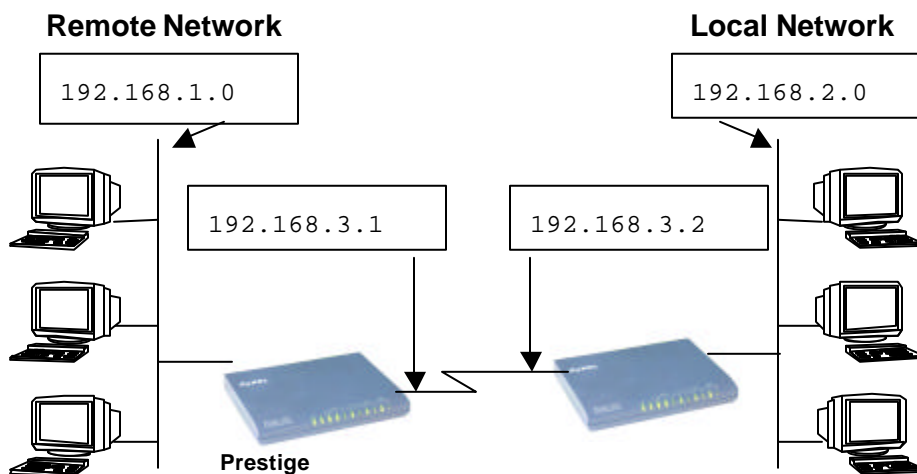 Remote Network
Local Network
192.168.1.0
192.168.2.0
192.168.3.1
192.168.3.2
Prestige